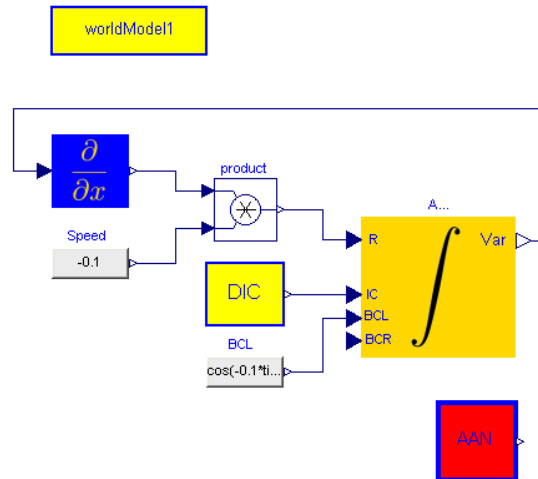 worldModel1
∂
∂x
product
Speed
-0.1
A...
R
Var
DIC
IC
BCL
BCR
BCL
cos(-0.1*ti...
AAN